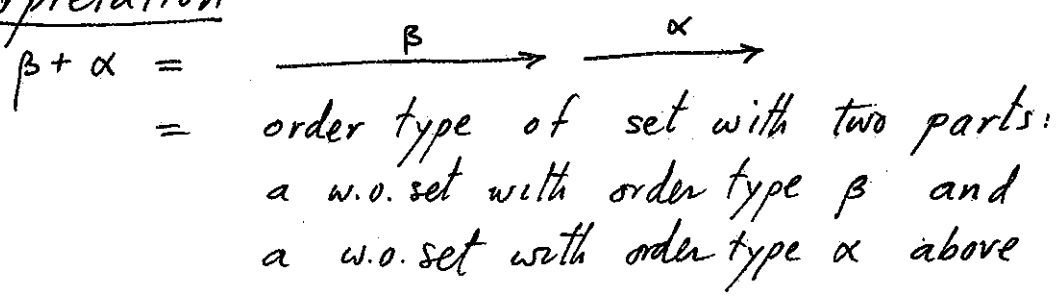 β α
β + α =
= order type of set with two parts:
a w.o. set with order type β and
a w.o. set with order type α above